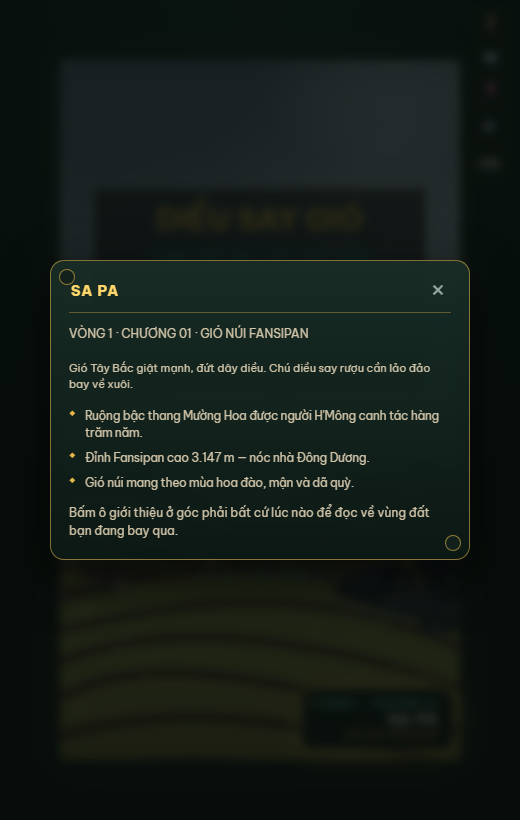 DIỀU SAY GIÓ
SA PA
VÒNG 1 · CHƯƠNG 01 · GIÓ NÚI FANSIPAN
Gió Tây Bắc giật mạnh, đứt dây diều. Chú diều say rượu cần lảo đảo
bay về xuôi.
Ruộng bậc thang Mường Hoa được người H'Mông canh tác hàng
trăm năm.
Đỉnh Fansipan cao 3.147 m — nóc nhà Đông Dương.
Gió núi mang theo mùa hoa đào, mận và dã quỳ.
Bấm ô giới thiệu ở góc phải bất cứ lúc nào để đọc về vùng đất
bạn đang bay qua.